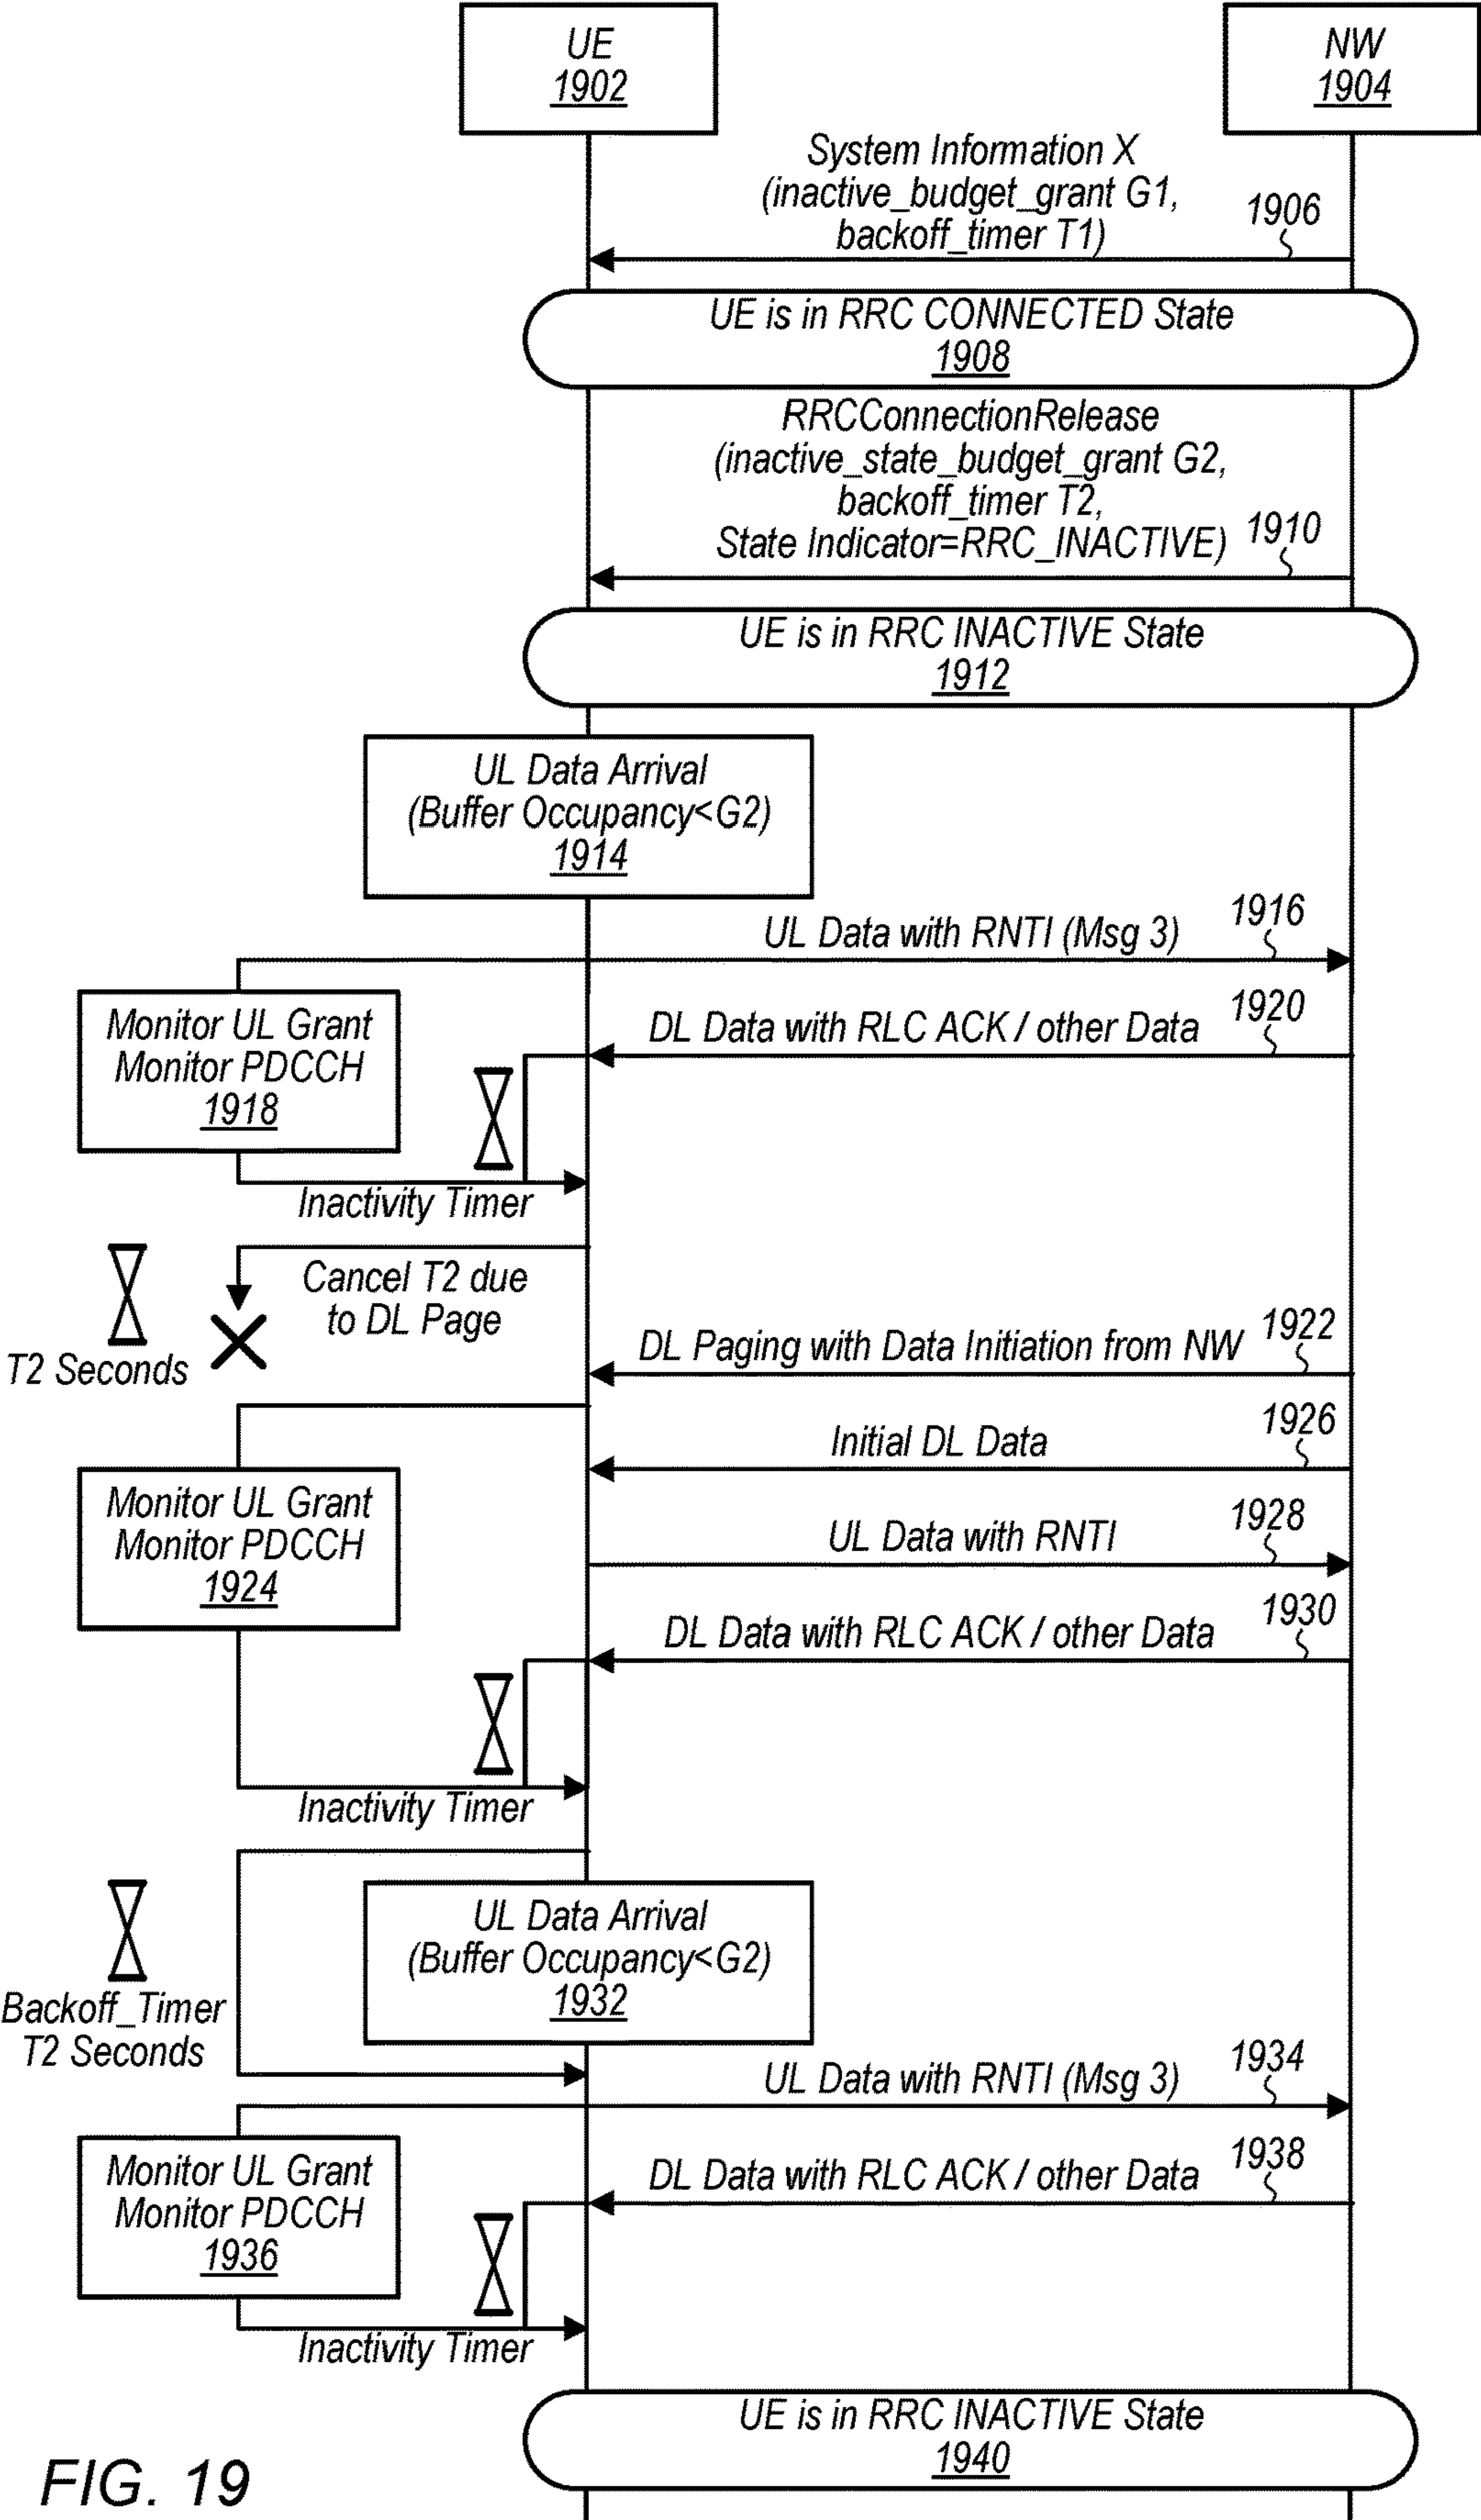 UE
1902
NW
1904
System Information X
(inactive_budget_grant G1,
backoff_timer T1)
1906
UE is in RRC CONNECTED State
1908
RRCConnectionRelease
(inactive_state_budget_grant G2,
backoff_timer T2,
State Indicator=RRC_INACTIVE)
1910
UE is in RRC INACTIVE State
1912
UL Data Arrival
(Buffer Occupancy<G2)
1914
UL Data with RNTI (Msg 3)
1916
Monitor UL Grant
Monitor PDCCH
1918
DL Data with RLC ACK / other Data
1920
Inactivity Timer
T2 Seconds
Cancel T2 due
to DL Page
DL Paging with Data Initiation from NW
1922
Initial DL Data
1926
Monitor UL Grant
Monitor PDCCH
1924
UL Data with RNTI
1928
DL Data with RLC ACK / other Data
1930
Inactivity Timer
UL Data Arrival
(Buffer Occupancy<G2)
1932
Backoff_Timer
T2 Seconds
UL Data with RNTI (Msg 3)
1934
Monitor UL Grant
Monitor PDCCH
1936
DL Data with RLC ACK / other Data
1938
Inactivity Timer
UE is in RRC INACTIVE State
1940
FIG. 19